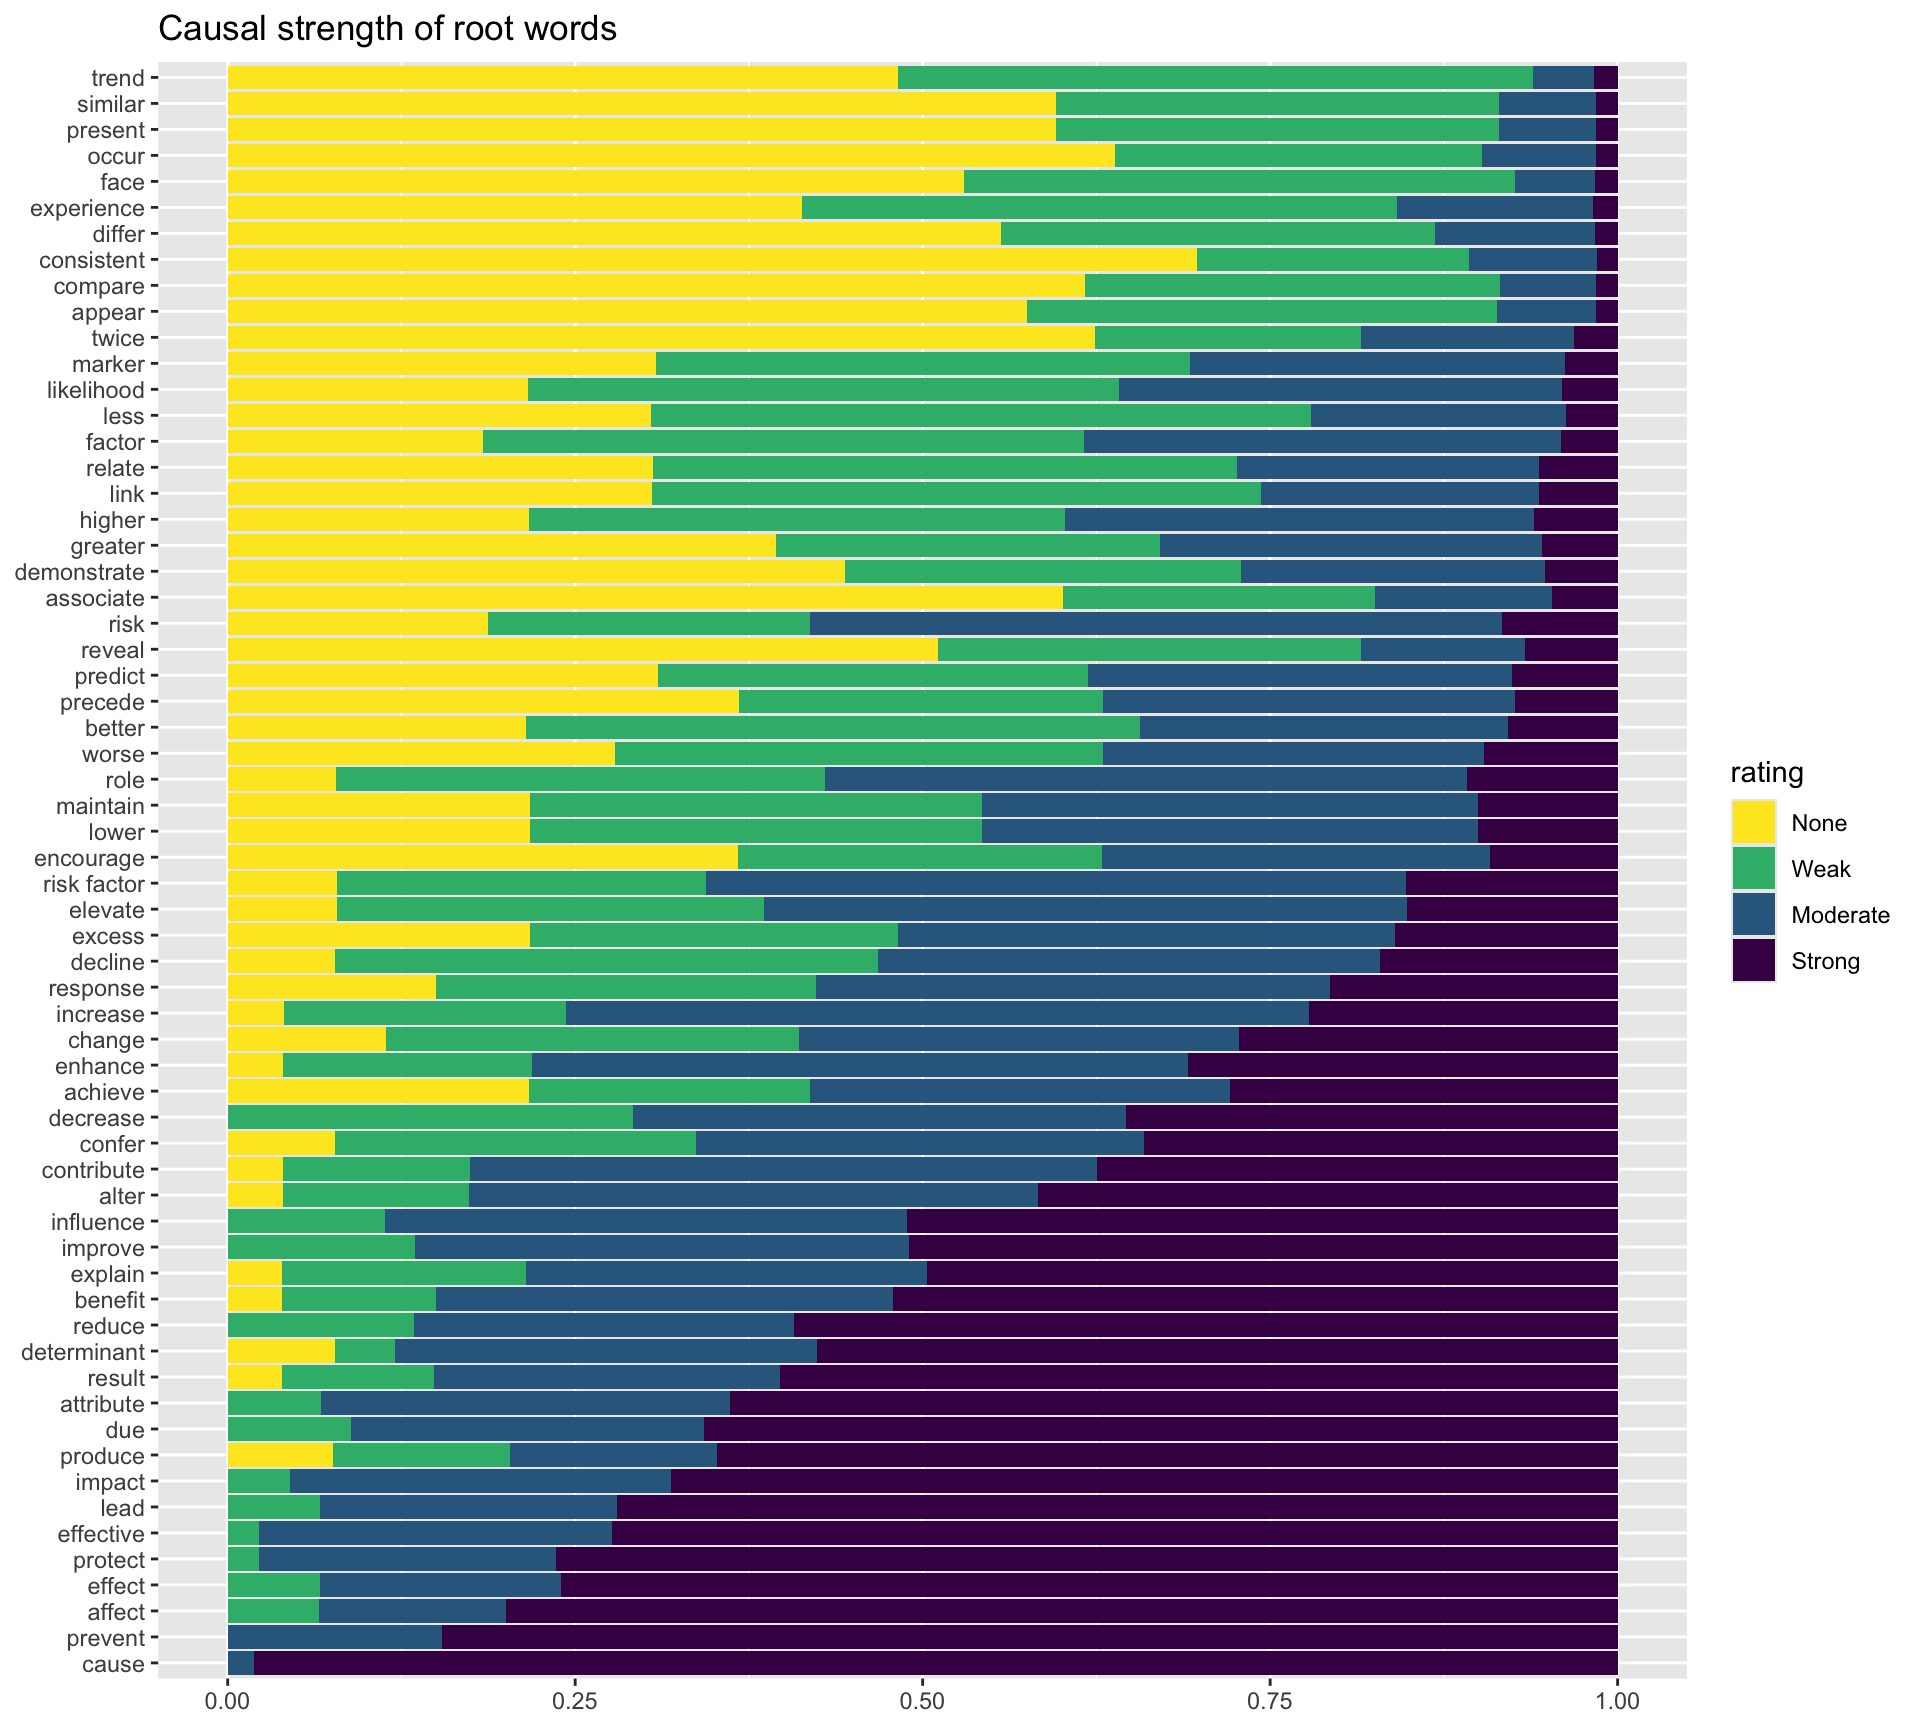 Causal strength of root words
trend
similar
present
occur
face
experience
differ
consistent
compare
appear
twice
marker
likelihood
less
factor
relate
link
higher
greater
demonstrate
associate
risk
reveal
predict
precede
better
worse
role
maintain
lower
encourage
risk factor
elevate
excess
decline
response
increase
change
enhance
achieve
decrease
confer
contribute
alter
influence
improve
explain
benefit
reduce
determinant
result
attribute
due
produce
impact
lead
effective
protect
effect
affect
prevent
cause
0.00 0.25 0.50 0.75 1.00
rating
None
Weak
Moderate
Strong